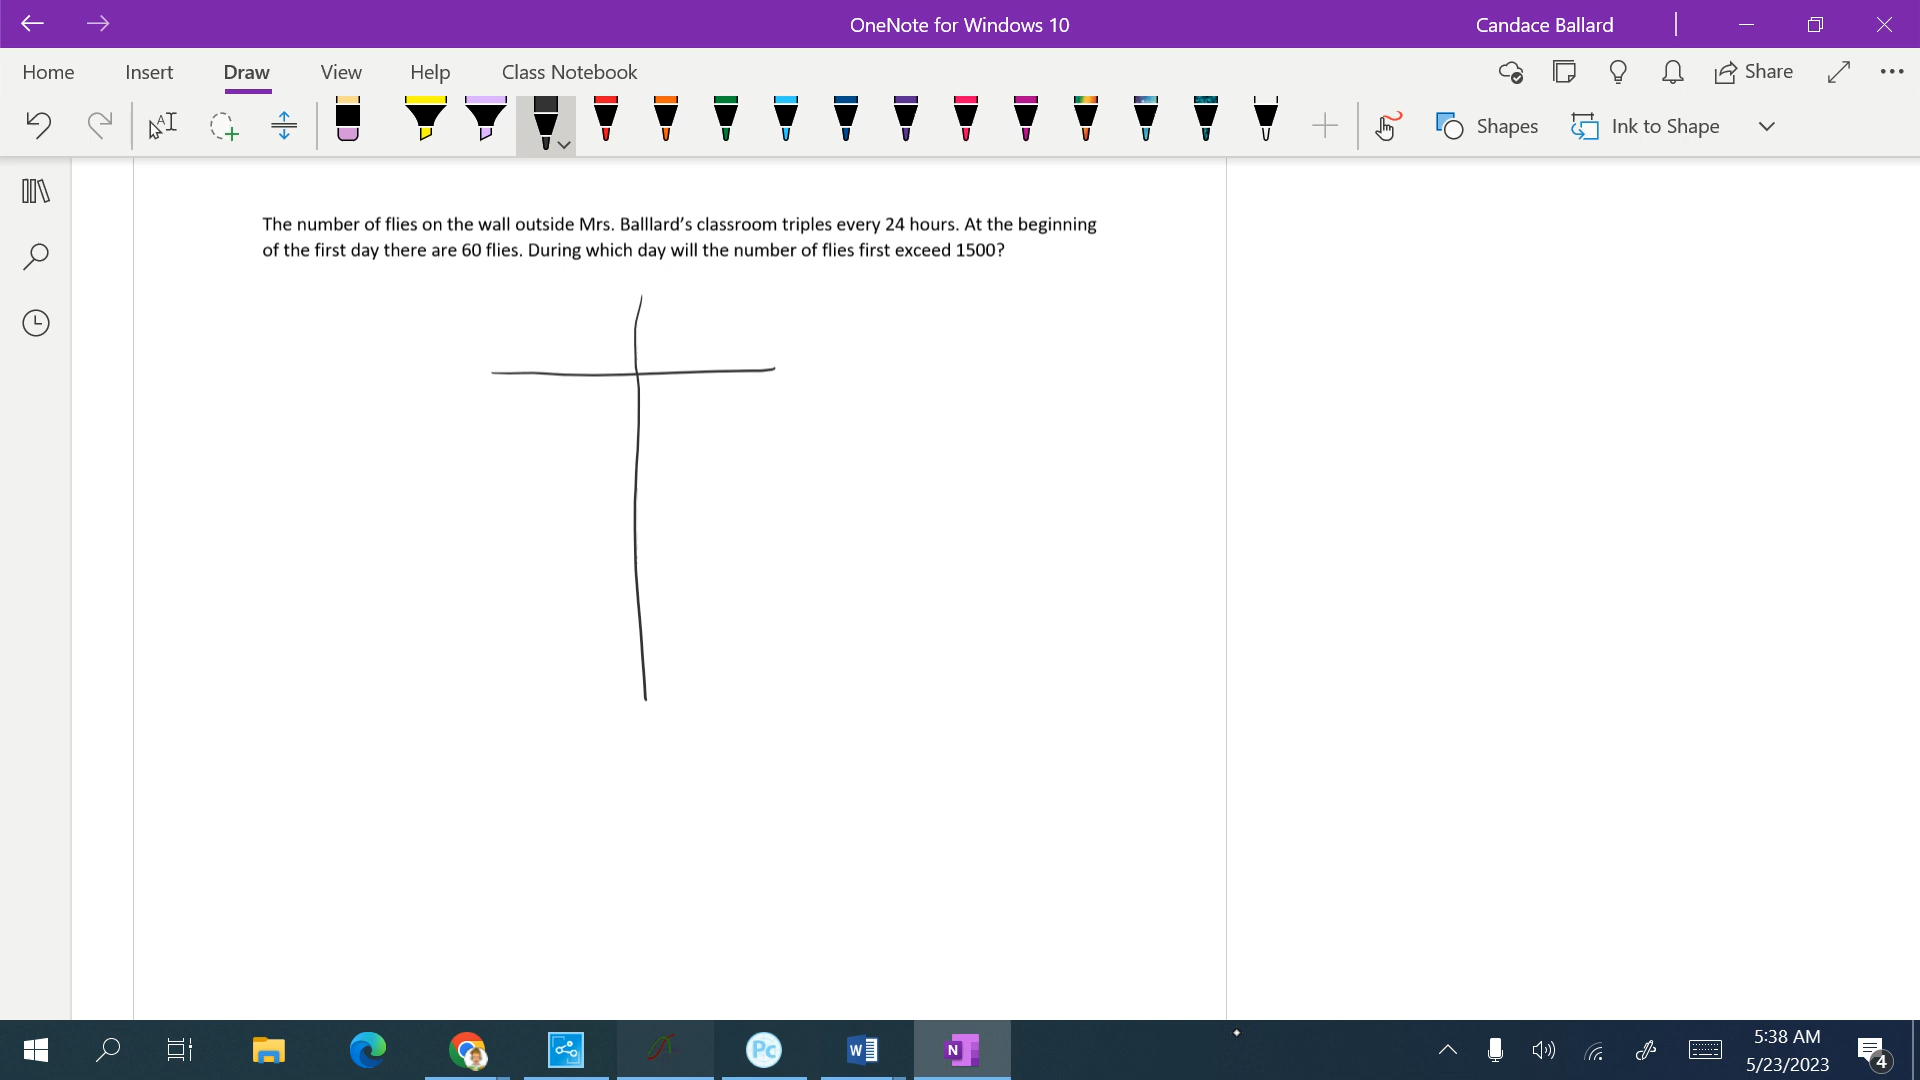 OneNote for Windows 10
Candace Ballard
Home Insert Draw View Help Class Notebook
Share
Shapes
Ink to Shape
The number of flies on the wall outside Mrs. Balllard's classroom triples every 24 hours. At the beginning
of the first day there are 60 flies. During which day will the number of flies first exceed 1500?
Pc
W
N
5:38 AM
5/23/2023
4